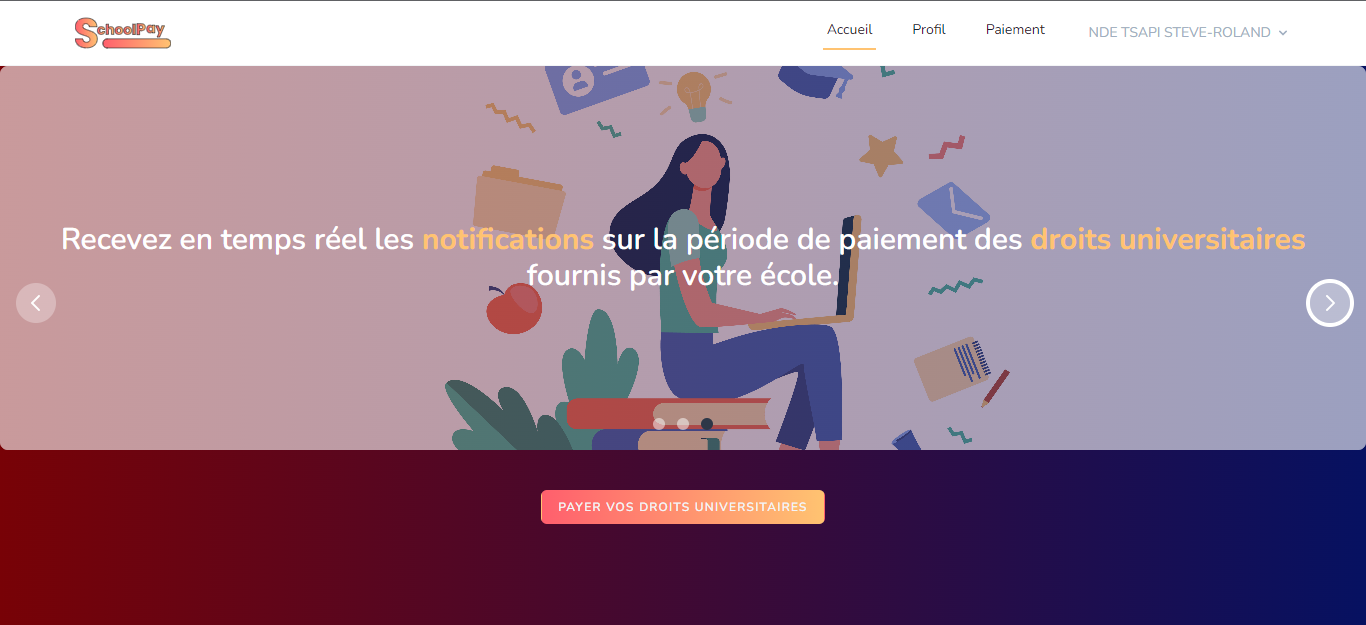 SchoolPay
Accueil
Profil
Paiement
NDE TSAPI STEVE-ROLAND
Recevez en temps réel les notifications sur la période de paiement des droits universitaires
fournis par votre école.
PAYER VOS DROITS UNIVERSITAIRES